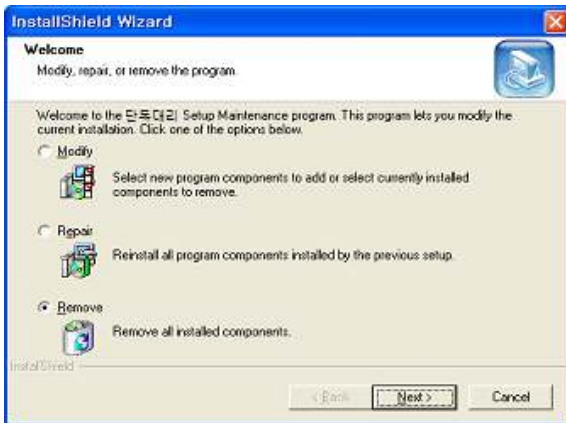 InstallShield Wizard
Welcome
Modify, repair, or remove the program.
Welcome to the 단독대리 Setup Maintenance program. This program lets you modify the
current installation. Click one of the options below.
Modify
Select new program components to add or select currently installed
components to remove.
Repair
Reinstall all program components installed by the previous setup.
Remove
Remove all installed components.
InstallShield
< Back
Next >
Cancel